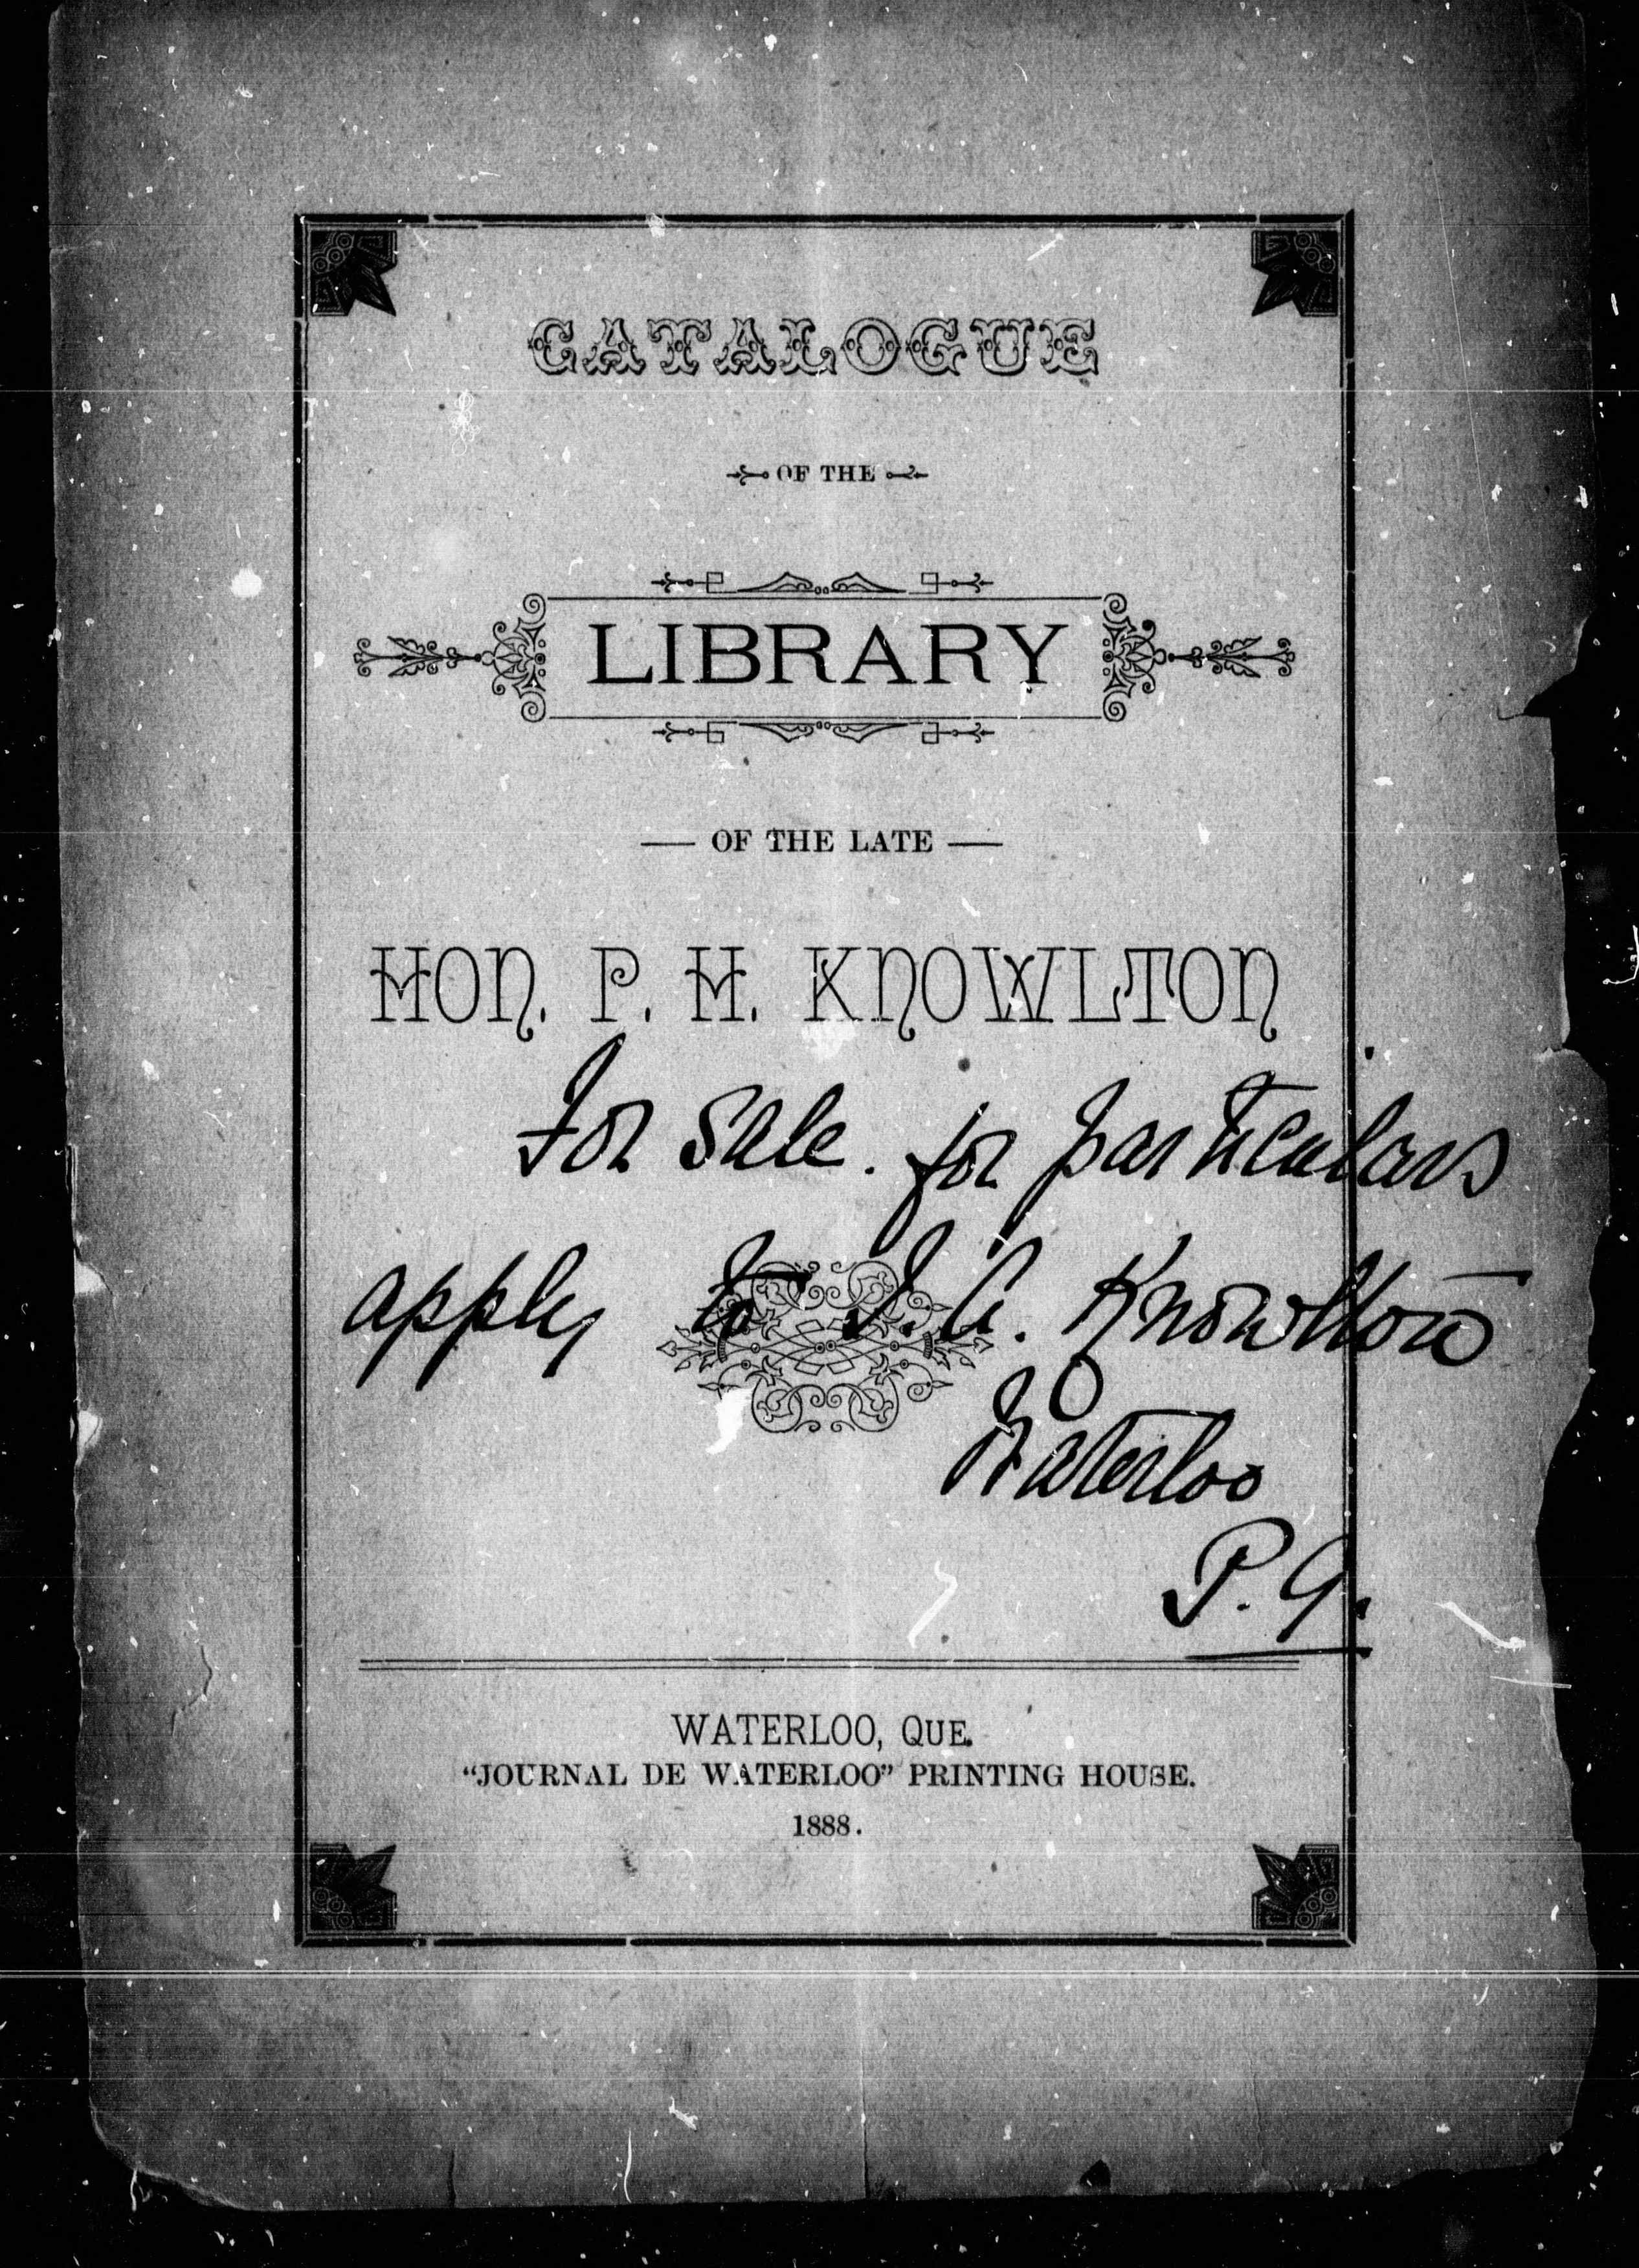 CATALOGUE
OF THE
LIBRARY
— OF THE LATE —
HON. P. H. KNOWLTON
For Sale. for particulars
apply to A. Knowlton
Waterloo
P. Q.
WATERLOO, QUE.
"JOURNAL DE WATERLOO" PRINTING HOUSE.
1888.